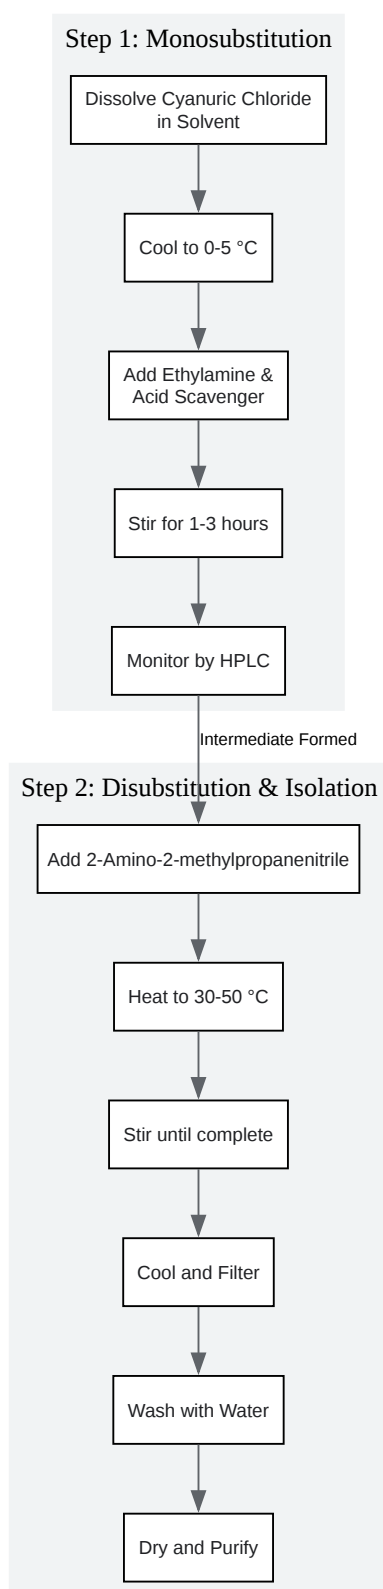 Step 1: Monosubstitution
Dissolve Cyanuric Chloride
in Solvent
Cool to 0-5 °C
Add Ethylamine &
Acid Scavenger
Stir for 1-3 hours
Monitor by HPLC
Intermediate Formed
Step 2: Disubstitution & Isolation
Add 2-Amino-2-methylpropanenitrile
Heat to 30-50 °C
Stir until complete
Cool and Filter
Wash with Water
Dry and Purify